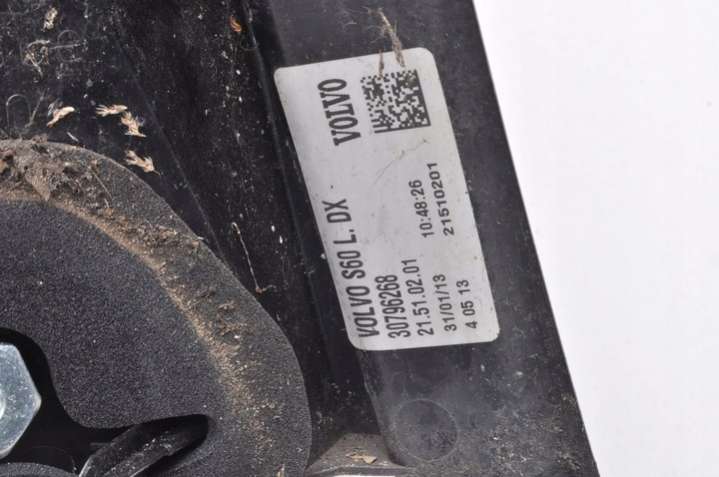 VOLVO
VOLVO S60 L. DX
30796268
21.51.02.01 10:48:26
31/01/13 21510201
4 05 13